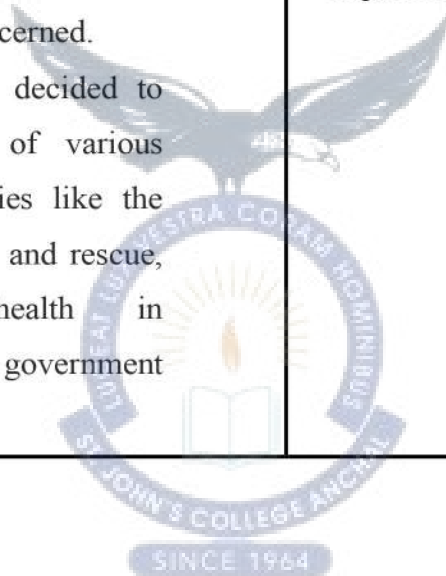 cerned.
decided to
of various
ies like the
and rescue,
health in
government
LUCEAT LUX VESTRA CORAM HOMINIBUS
ST. JOHN'S COLLEGE ANCHAL
SINCE 1964